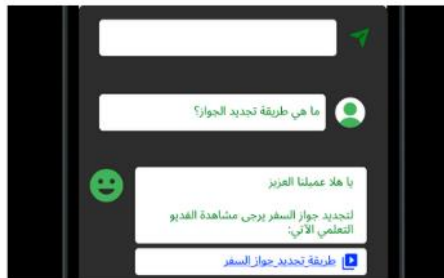 ما هي طريقة تجديد الجواز؟
يا هلا عميلنا العزيز
لتجديد جواز السفر يرجى مشاهدة الفديو
التعلمي الآتي:
طريقة تجديد جواز السفر